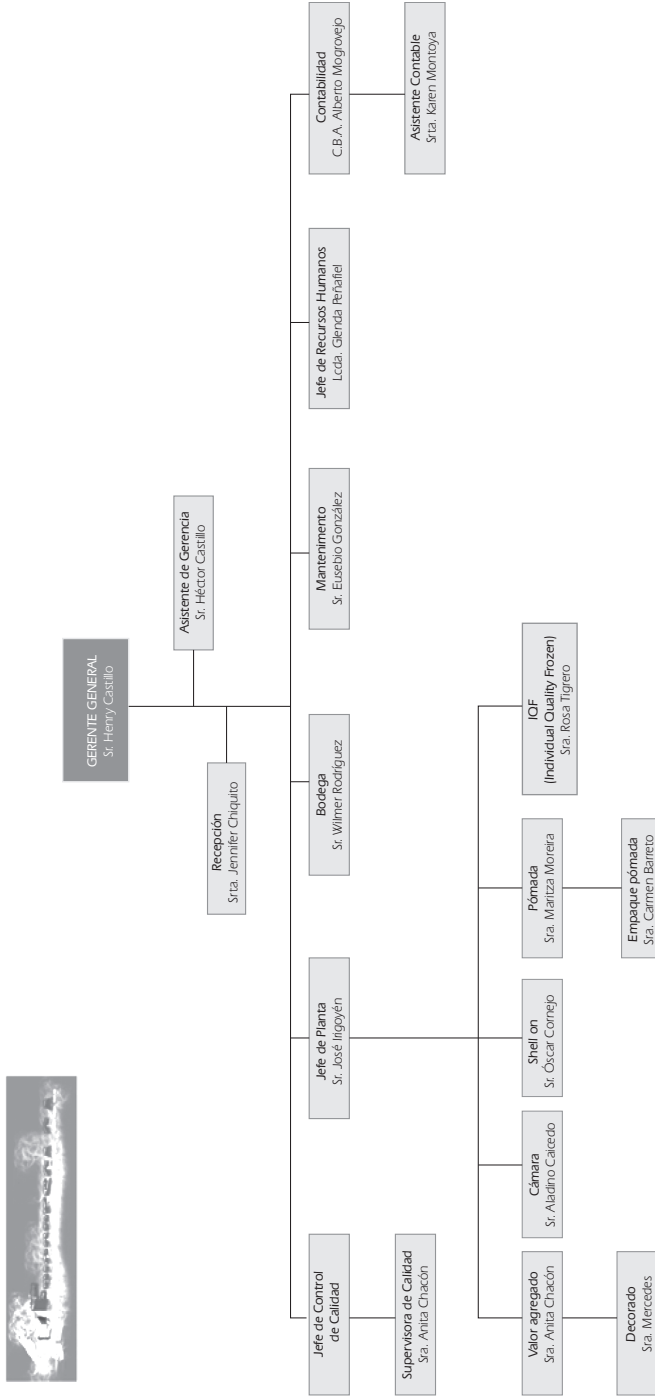 GERENTE GENERAL
Sr. Henry Castillo
Asistente de Gerencia
Sr. Héctor Castillo
Recepción
Srta. Jennifer Chiquito
Jefe de Control
de Calidad
Jefe de Planta
Sr. José Irigoyén
Bodega
Sr. Wilmer Rodríguez
Mantenimento
Sr. Eusebio González
Jefe de Recursos Humanos
Lcda. Glenda Peñafiel
Contabilidad
C.B.A. Alberto Mogrovejo
Supervisora de Calidad
Sra. Anita Chacón
Asistente Contable
Srta. Karen Montoya
Valor agregado
Sra. Anita Chacón
Cámara
Sr. Aladino Caicedo
Shell on
Sr. Óscar Cornejo
Pómada
Sra. Maritza Moreira
IQF
(Individual Quality Frozen)
Sra. Rosa Tigrero
Decorado
Sra. Mercedes
Empaque pómada
Sra. Carmen Barreto